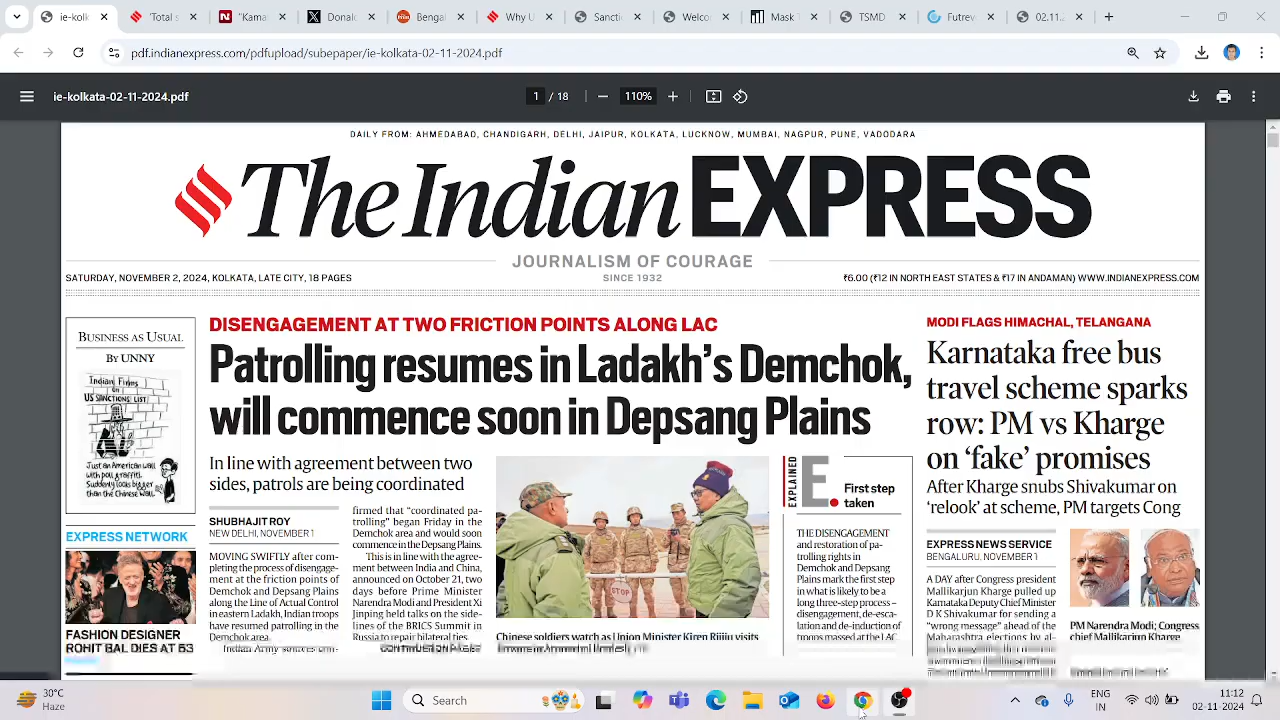 ie-kolk
Total
"Kama
Donalc
Bengal
Why U
Sancti
Welco
Mask
TSMD
Futrev
02.11....
pdf.indianexpress.com/pdfupload/subepaper/ie-kolkata-02-11-2024.pdf
ie-kolkata-02-11-2024.pdf
1 / 18
110%
DAILY FROM: AHMEDABAD, CHANDIGARH, DELHI, JAIPUR, KOLKATA, LUCKNOW, MUMBAI, NAGPUR, PUNE, VADODARA
The Indian EXPRESS
JOURNALISM OF COURAGE
SINCE 1932
SATURDAY, NOVEMBER 2, 2024, KOLKATA, LATE CITY, 18 PAGES
₹6.00 (₹12 IN NORTH EAST STATES & ₹17 IN ANDAMAN) WWW.INDIANEXPRESS.COM
BUSINESS AS USUAL
BY UNNY
Indian Firms
on
US SANCTIONS LIST!
Just an American wall
with poll graffiti.
Suddenly looks bigger
than the Chinese wall.
EXPRESS NETWORK
FASHION DESIGNER
ROHIT BAL DIES AT 63
DISENGAGEMENT AT TWO FRICTION POINTS ALONG LAC
Patrolling resumes in Ladakh's Demchok,
will commence soon in Depsang Plains
In line with agreement between two
sides, patrols are being coordinated
SHUBHAJIT ROY
NEW DELHI, NOVEMBER 1
MOVING SWIFTLY after com-
pleting the process of disengage-
ment at the friction points of
Demchok and Depsang Plains
along the Line of Actual Control
in eastern Ladakh, Indian troops
have resumed patrolling in the
Demchok area.
Indian Army sources con-
firmed that "coordinated pa-
trolling" began Friday in the
Demchok area and would soon
commence in the Depsang Plains.
This is in line with the agree-
ment between India and China,
announced on October 21, two
days before Prime Minister
Narendra Modi and President Xi
Jinping held talks on the side-
lines of the BRICS Summit in
Russia to repair bilateral ties.
STOP
Chinese soldiers watch as Union Minister Kiren Rijiju visits
EXPLAINED
E.
First step
taken
THE DISENGAGEMENT
and restoration of pa-
trolling rights in
Demchok and Depsang
Plains mark the first step
in what is likely to be a
long three-step process –
disengagement, de-esca-
lation and de-induction of
troops massed at the LAC
MODI FLAGS HIMACHAL, TELANGANA
Karnataka free bus
travel scheme sparks
row: PM vs Kharge
on 'fake' promises
After Kharge snubs Shivakumar on
'relook' at scheme, PM targets Cong
EXPRESS NEWS SERVICE
BENGALURU, NOVEMBER 1
A DAY after Congress president
Mallikarjun Kharge pulled up
Karnataka Deputy Chief Minister
D K Shivakumar for sending a
"wrong message" ahead of the
Maharashtra elections by al-
PM Narendra Modi; Congress
chief Mallikarjun Kharge
30°C
Haze
Search
ENG
IN
11:12
02-11-2024